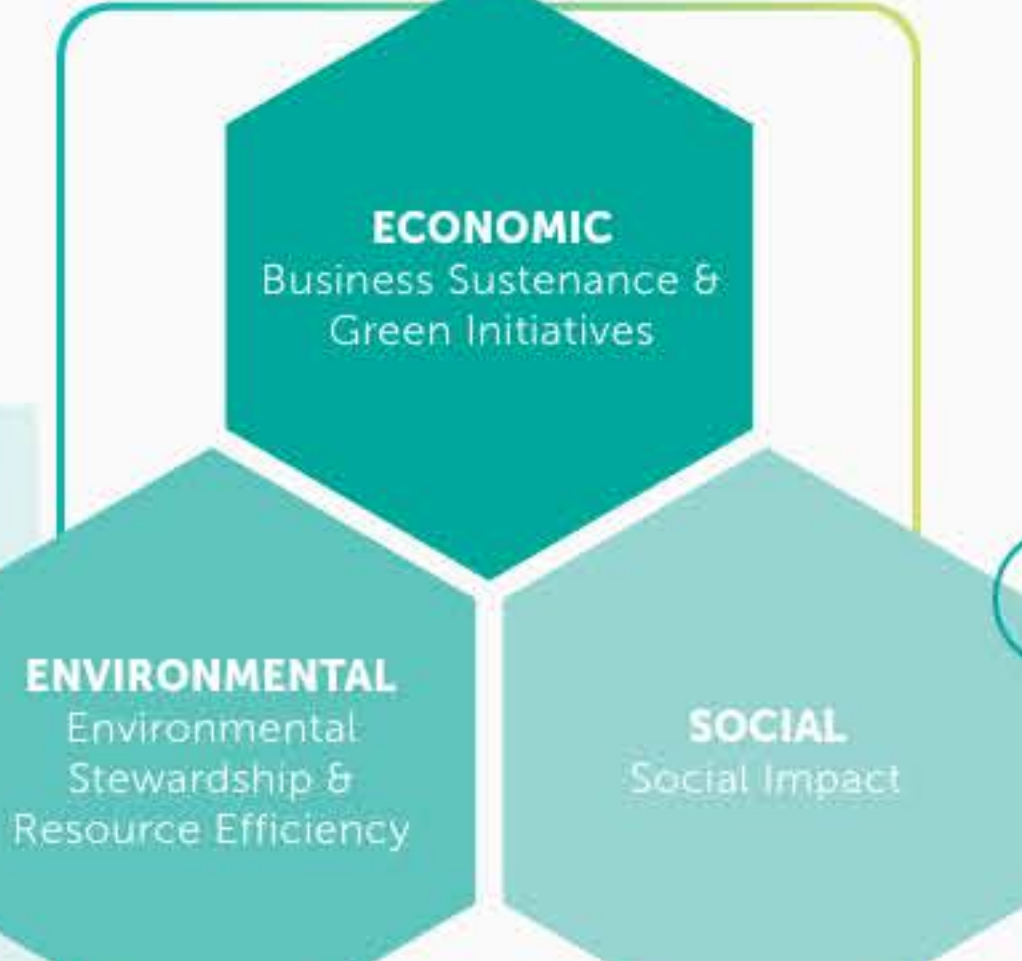 ECONOMIC
Business Sustenance &
Green Initiatives
ENVIRONMENTAL
Environmental
Stewardship &
Resource Efficiency
SOCIAL
Social Impact